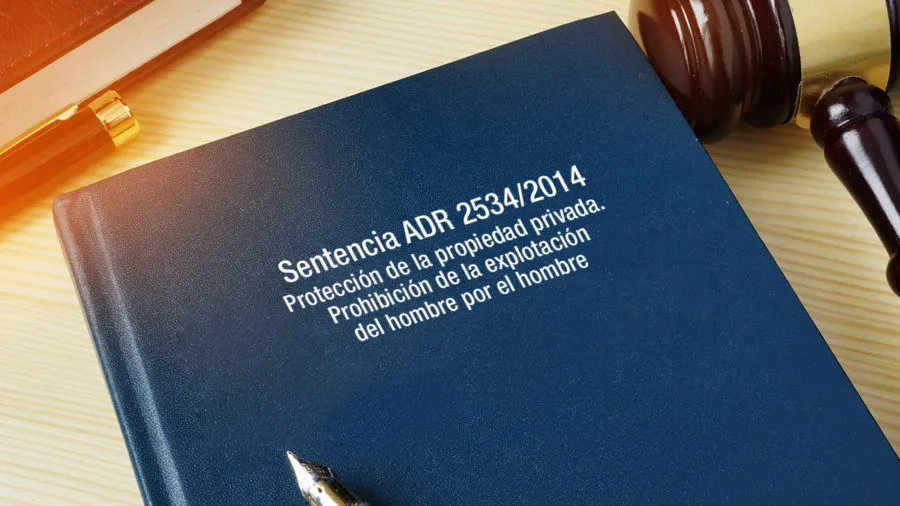 Sentencia ADR 2534/2014
Protección de la propiedad privada.
Prohibición de la explotación
del hombre por el hombre